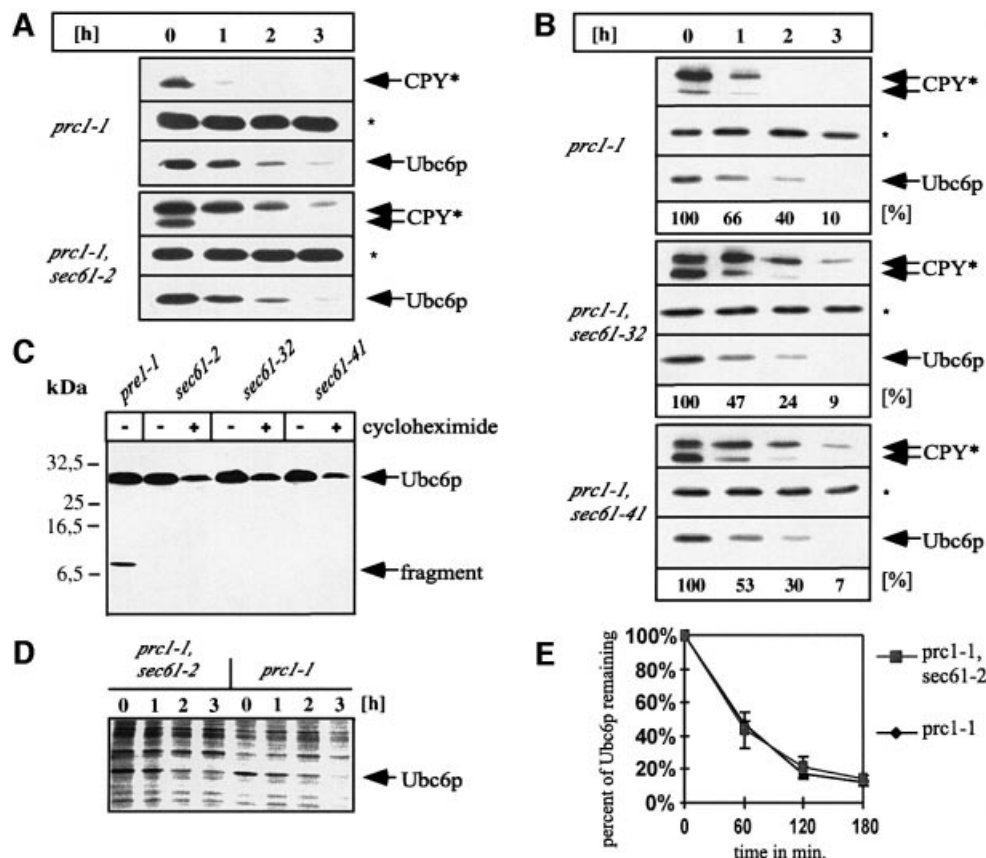 A
[h] 0 1 2 3
CPY*
prc1-1
*
Ubc6p
CPY*
prc1-1,
sec61-2
*
Ubc6p
B
[h] 0 1 2 3
CPY*
prc1-1
*
Ubc6p
100 66 40 10 [%]
CPY*
prc1-1,
sec61-32
*
Ubc6p
100 47 24 9 [%]
CPY*
prc1-1,
sec61-41
*
Ubc6p
100 53 30 7 [%]
C
kDa
pre1-1 sec61-2 sec61-32 sec61-41
- - + - + - + cycloheximide
32,5
Ubc6p
25
16,5
6,5
fragment
D
prc1-1,
sec61-2
prc1-1
0 1 2 3 0 1 2 3 [h]
Ubc6p
E
percent of Ubc6p remaining
100%
80%
60%
40%
20%
0%
0 60 120 180
time in min.
prc1-1,
sec61-2
prc1-1